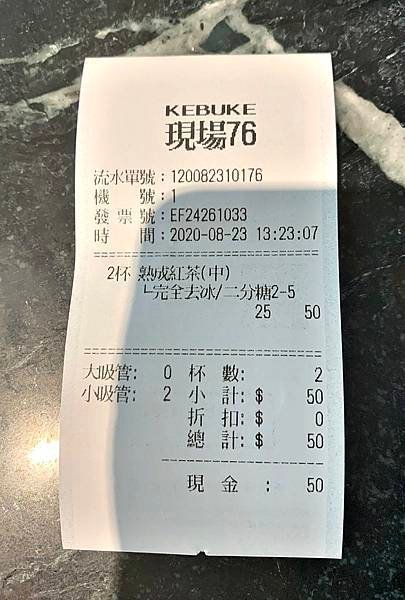 KEBUKE
現場76
流水單號：120082310176
機　　號：1
發 票 號：EF24261033
時　　間：2020-08-23 13:23:07
2杯 熟成紅茶(中)
└完全去冰/二分糖2-5
25 50
大吸管: 0 杯 數: 2
小吸管: 2 小 計:$ 50
折 扣:$ 0
總 計:$ 50
現 金 : 50